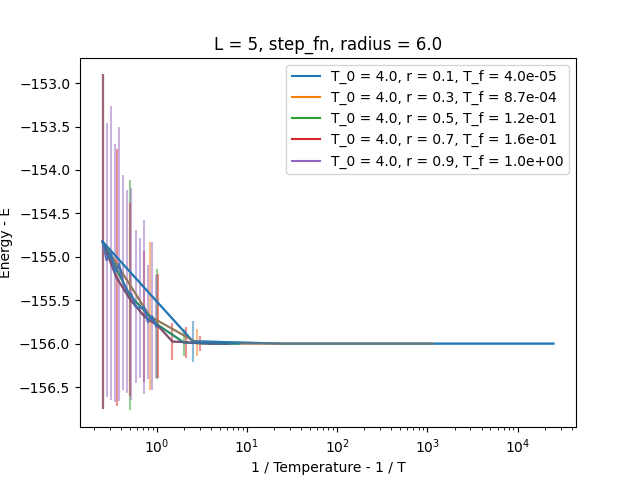 L = 5, step_fn, radius = 6.0
T_0 = 4.0, r = 0.1, T_f = 4.0e-05
T_0 = 4.0, r = 0.3, T_f = 8.7e-04
T_0 = 4.0, r = 0.5, T_f = 1.2e-01
T_0 = 4.0, r = 0.7, T_f = 1.6e-01
T_0 = 4.0, r = 0.9, T_f = 1.0e+00
−153.0
−153.5
−154.0
−154.5
−155.0
−155.5
−156.0
−156.5
Energy - E
10⁰ 10¹ 10² 10³ 10⁴
1 / Temperature - 1 / T